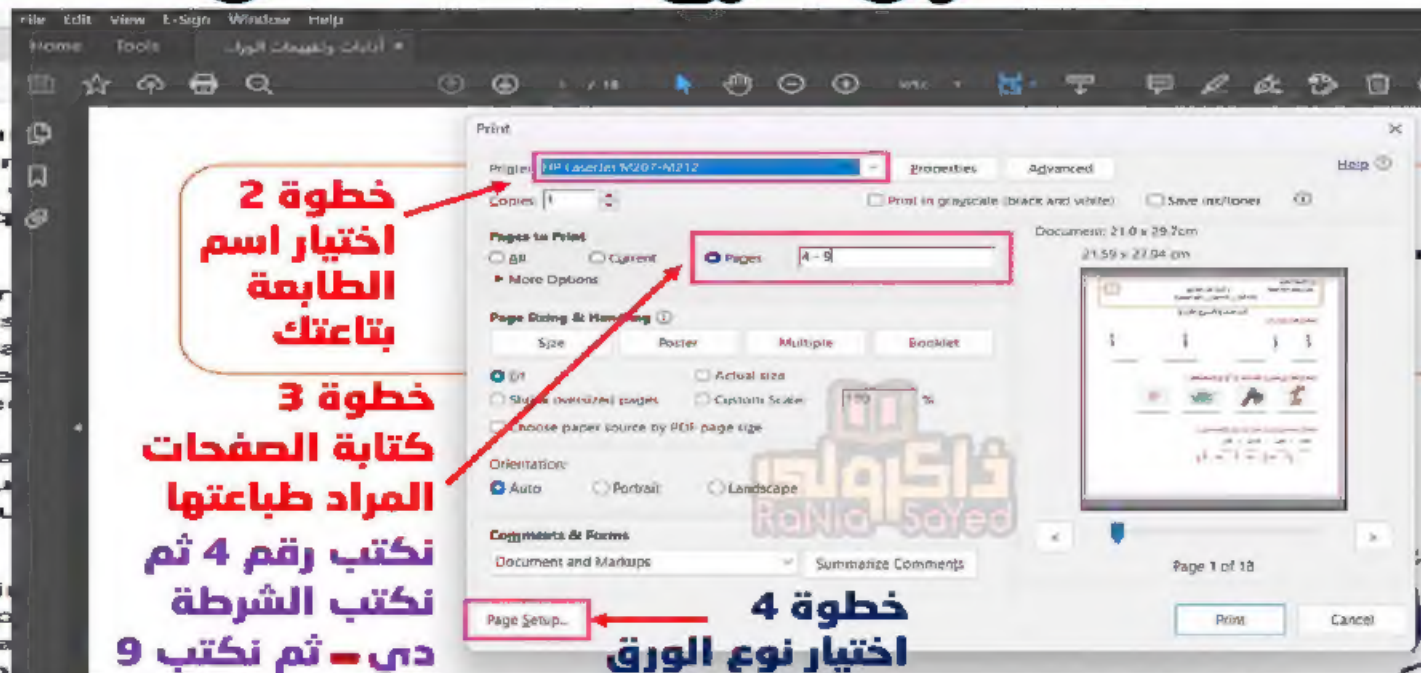 File Edit View E-Sign Window Help
Home Tools
/ 18
Print
Printer: HP LaserJet M207-M212 Properties Advanced Help
Copies: 1 Print in grayscale (black and white) Save ink/toner
Pages to Print
All Current Pages 4 - 9
More Options
Document: 21.0 x 29.7cm
21.59 x 27.94 cm
Page Sizing & Handling
Size Poster Multiple Booklet
Fit Actual size
Shrink oversized pages Custom Scale: 100 %
Choose paper source by PDF page size
Orientation:
Auto Portrait Landscape
Comments & Forms
Document and Markups Summarize Comments
Page 1 of 18
Page Setup... Print Cancel
خطوة 2
اختيار اسم
الطابعة
بتاعتك
خطوة 3
كتابة الصفحات
المراد طباعتها
نكتب رقم 4 ثم
نكتب الشرطة
دي - ثم نكتب 9
خطوة 4
اختيار نوع الورق
ذاكرولي
RaNia SaYed